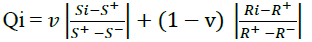 Qi = v |Si−S⁺ / S⁺ −S⁻| + (1 − v) |Ri−R⁺ / R⁺ −R⁻|